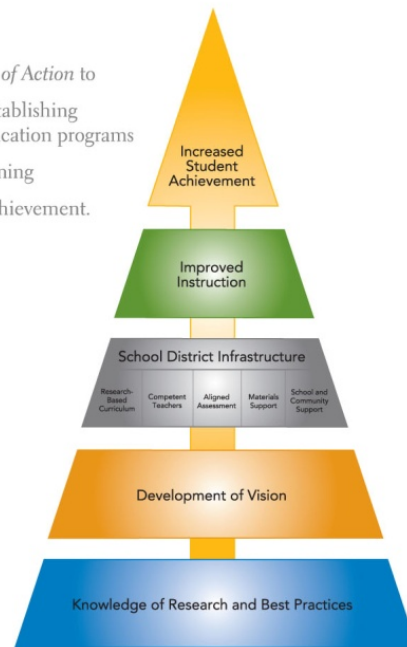 of Action to
tablishing
ication programs
ning
hievement.
Increased
Student
Achievement
Improved
Instruction
School District Infrastructure
Research-
Based
Curriculum
Competent
Teachers
Aligned
Assessment
Materials
Support
School and
Community
Support
Development of Vision
Knowledge of Research and Best Practices